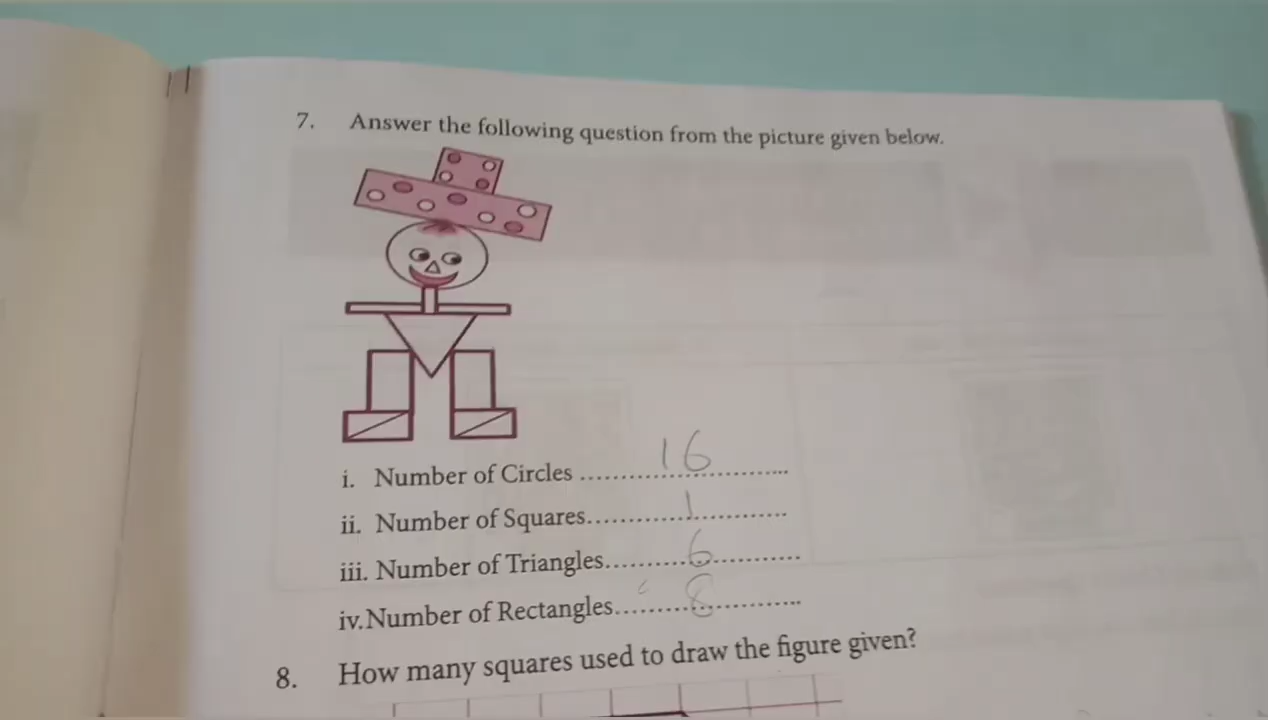 7. Answer the following question from the picture given below.
i. Number of Circles .......................... 16
ii. Number of Squares.......................... 1
iii. Number of Triangles.......................... 6
iv.Number of Rectangles.......................... 8
8. How many squares used to draw the figure given?